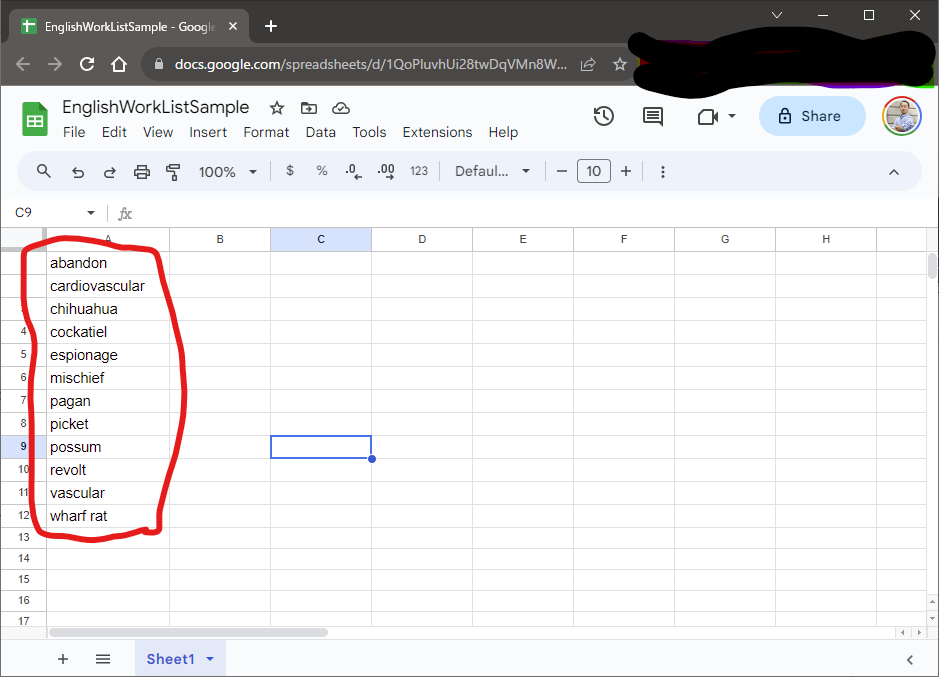 EnglishWorkListSample - Google
docs.google.com/spreadsheets/d/1QoPIuvhUi28twDqVMn8W...
EnglishWorkListSample
File Edit View Insert Format Data Tools Extensions Help
Share
100% $ % .0 .00 123 Defaul... 10
C9 fx
A B C D E F G H
abandon
cardiovascular
3 chihuahua
4 cockatiel
5 espionage
6 mischief
7 pagan
8 picket
9 possum
10 revolt
11 vascular
12 wharf rat
13
14
15
16
17
Sheet1